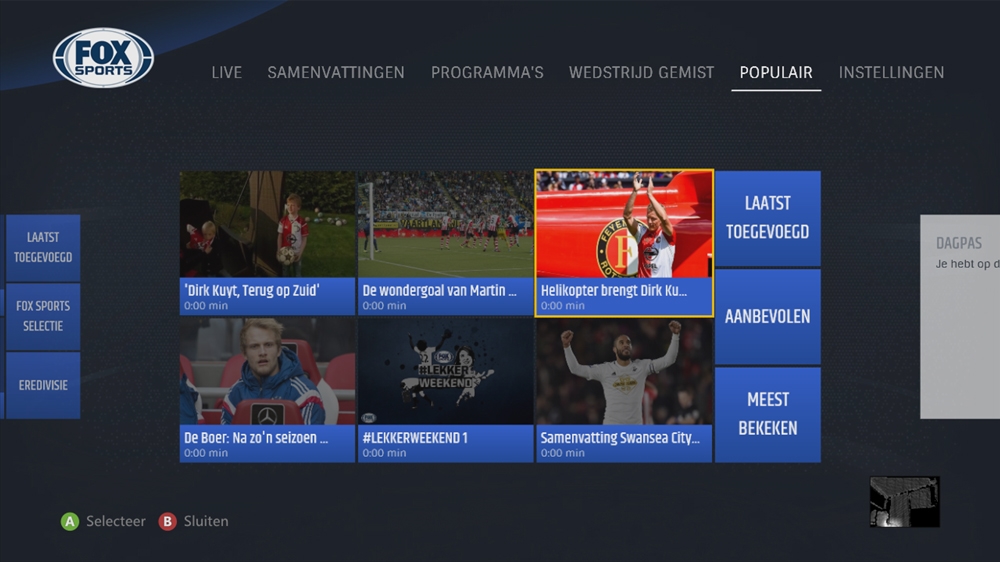 FOX
SPORTS
LIVE SAMENVATTINGEN PROGRAMMA'S WEDSTRIJD GEMIST POPULAIR INSTELLINGEN
LAATST
TOEGEVOEGD
FOX SPORTS
SELECTIE
EREDIVISIE
'Dirk Kuyt, Terug op Zuid'
0:00 min
De wondergoal van Martin ...
0:00 min
Helikopter brengt Dirk Ku...
0:00 min
#LEKKER
WEEKEND
De Boer: Na zo'n seizoen ...
0:00 min
#LEKKERWEEKEND 1
0:00 min
Samenvatting Swansea City...
0:00 min
LAATST
TOEGEVOEGD
AANBEVOLEN
MEEST
BEKEKEN
DAGPAS
Je hebt op d
A Selecteer B Sluiten